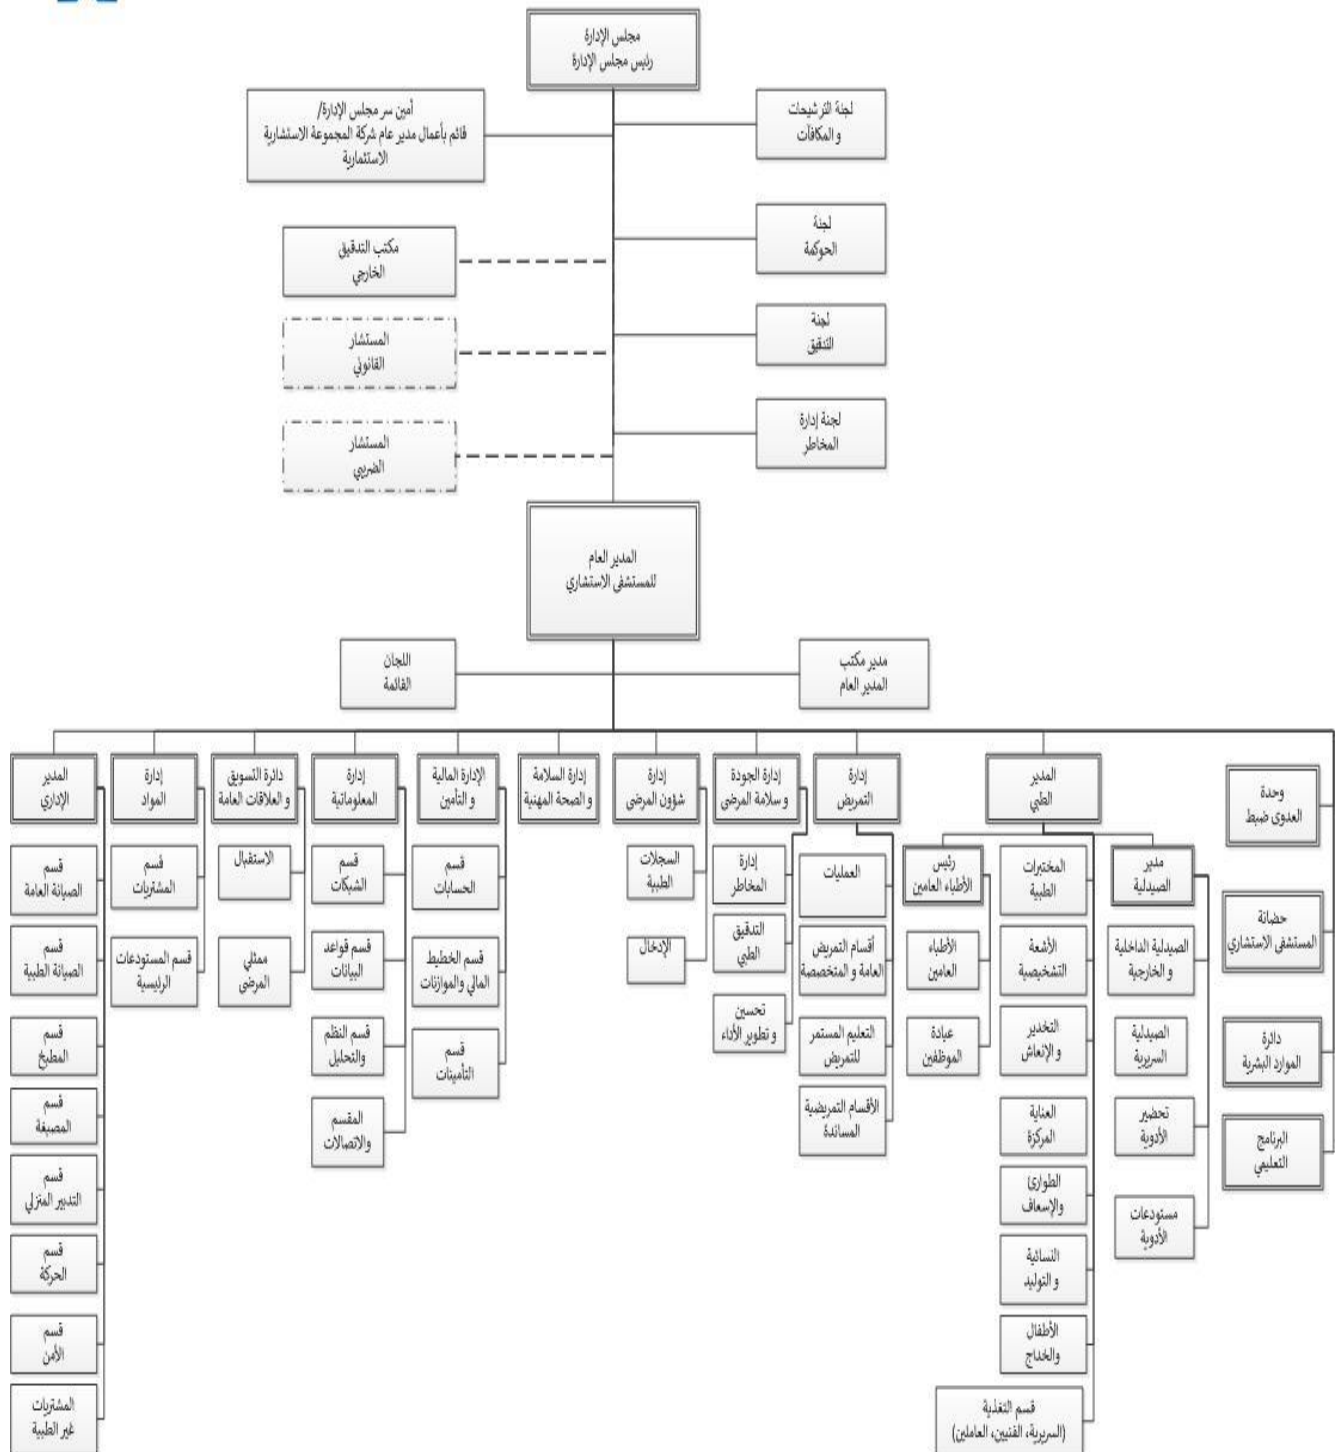 مجلس الإدارة
رئيس مجلس الإدارة
لجنة الترشيحات
و المكافآت
أمين سر مجلس الإدارة/
قائم بأعمال مدير عام شركة المجموعة الاستشارية
الاستثمارية
لجنة
الحوكمة
مكتب التدقيق
الخارجي
لجنة
التدقيق
المستشار
القانوني
لجنة إدارة
المخاطر
المستشار
الضريبي
المدير العام
للمستشفى الاستشاري
مدير مكتب
المدير العام
اللجان
القائمة
وحدة
العدوى ضبط
حضانة
المستشفى الاستشاري
دائرة
الموارد البشرية
البرنامج
التعليمي
المدير
الطبي
مدير
الصيدلية
الصيدلية الداخلية
و الخارجية
الصيدلية
السريرية
تحضير
الأدوية
مستودعات
الأدوية
المختبرات
الطبية
الأشعة
التشخيصية
التخدير
و الإنعاش
العناية
المركزة
الطوارئ
والإسعاف
النسائية
و التوليد
الأطفال
والخداج
قسم التغذية
(السريرية، الفنيين، العاملين)
رئيس
الأطباء العامين
الأطباء
العامين
عيادة
الموظفين
إدارة
التمريض
العمليات
أقسام التمريض
العامة و المتخصصة
التعليم المستمر
للتمريض
الأقسام التمريضية
المساندة
إدارة الجودة
و سلامة المرضى
إدارة
المخاطر
التدقيق
الطبي
تحسين
و تطوير الأداء
إدارة
شؤون المرضى
السجلات
الطبية
الإدخال
إدارة السلامة
و الصحة المهنية
الإدارة المالية
و التأمين
قسم
الحسابات
قسم الخطيط
المالي والموازنات
قسم
التأمينات
إدارة
المعلوماتية
قسم
الشبكات
قسم قواعد
البيانات
قسم النظم
والتحليل
المقسم
والاتصالات
دائرة التسويق
و العلاقات العامة
الاستقبال
ممثلي
المرضى
إدارة
المواد
قسم
المشتريات
قسم المستودعات
الرئيسية
المدير
الإداري
قسم
الصيانة العامة
قسم
الصيانة الطبية
قسم
المطبخ
قسم
المصبغة
قسم
التدبير المنزلي
قسم
الحركة
قسم
الأمن
المشتريات
غير الطبية